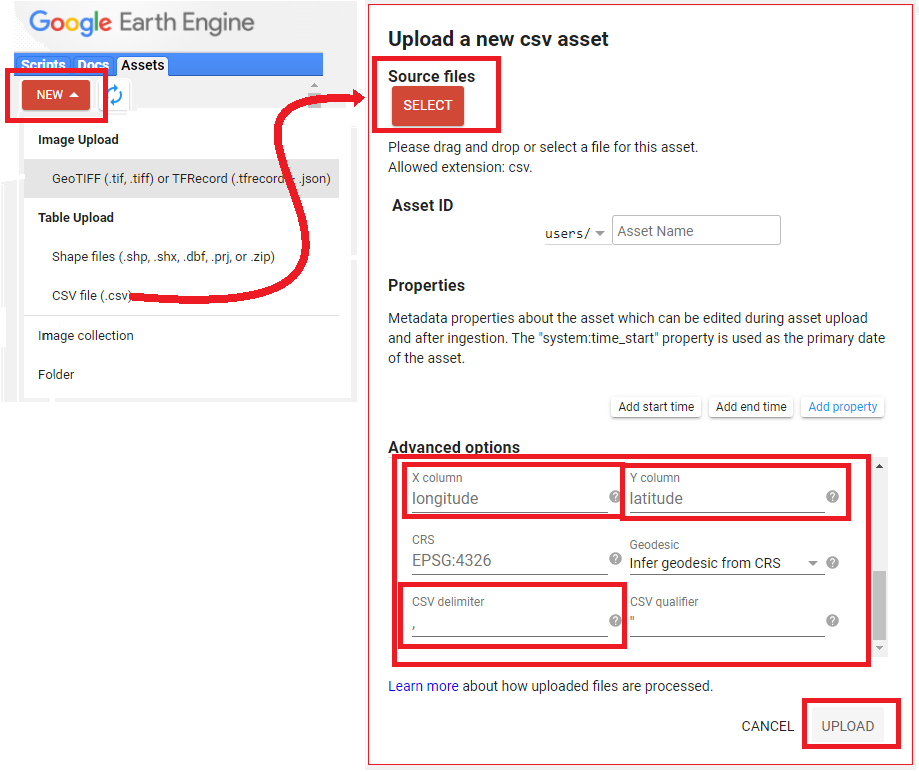 Google Earth Engine
Scripts Docs Assets
NEW
Image Upload
GeoTIFF (.tif, .tiff) or TFRecord (.tfrecord + .json)
Table Upload
Shape files (.shp, .shx, .dbf, .prj, or .zip)
CSV file (.csv)
Image collection
Folder
Upload a new csv asset
Source files
SELECT
Please drag and drop or select a file for this asset.
Allowed extension: csv.
Asset ID
users/ Asset Name
Properties
Metadata properties about the asset which can be edited during asset upload
and after ingestion. The "system:time_start" property is used as the primary date
of the asset.
Add start time Add end time Add property
Advanced options
X column Y column
longitude ? latitude ?
CRS Geodesic
EPSG:4326 ? Infer geodesic from CRS ?
CSV delimiter CSV qualifier
, ? " ?
Learn more about how uploaded files are processed.
CANCEL UPLOAD